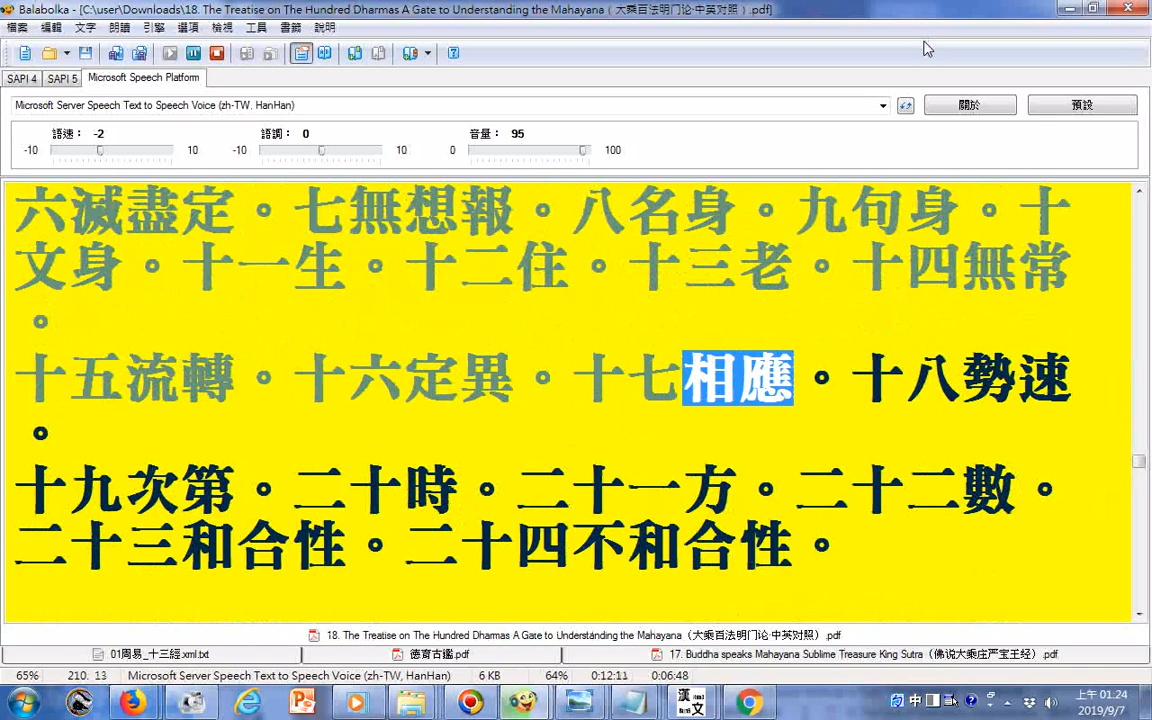 Balabolka - [C:\user\Downloads\18. The Treatise on The Hundred Dharmas A Gate to Understanding the Mahayana（大乘百法明门论·中英对照）.pdf]
檔案 編輯 文字 朗讀 引擎 選項 檢視 工具 書籤 說明
SAPI 4 SAPI 5 Microsoft Speech Platform
Microsoft Server Speech Text to Speech Voice (zh-TW, HanHan) 關於 預設
語速： -2 語調： 0 音量： 95
-10 10 -10 10 0 100
六滅盡定。七無想報。八名身。九句身。十
文身。十一生。十二住。十三老。十四無常
。
十五流轉。十六定異。十七相應。十八勢速
。
十九次第。二十時。二十一方。二十二數。
二十三和合性。二十四不和合性。
18. The Treatise on The Hundred Dharmas A Gate to Understanding the Mahayana（大乘百法明门论·中英对照）.pdf
01周易_十三經.xml.txt 德育古鑑.pdf 17. Buddha speaks Mahayana Sublime Treasure King Sutra（佛说大乘庄严宝王经）.pdf
65% 210. 13 Microsoft Server Speech Text to Speech Voice (zh-TW, HanHan) 6 KB 64% 0:12:11 0:06:48
漢文 中 上午 01:24
2019/9/7